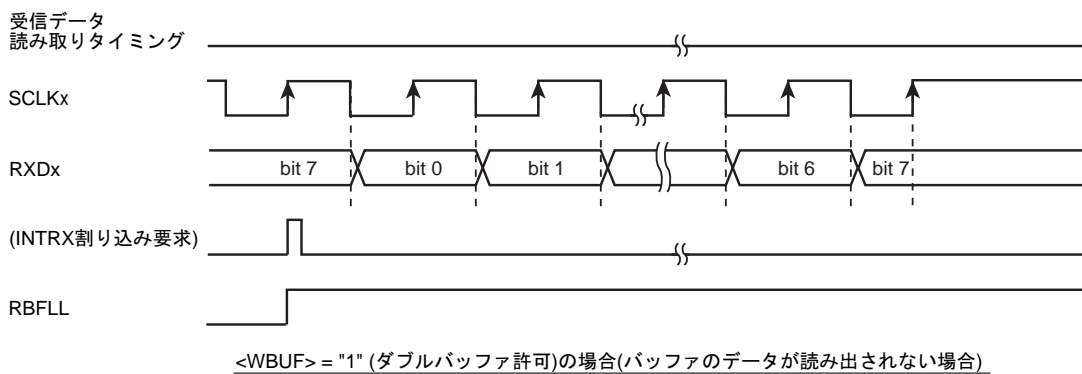 受信データ
読み取りタイミング
SCLKx
RXDx
bit 7
bit 0
bit 1
bit 6
bit 7
(INTRX割り込み要求)
RBFLL
<WBUF> = "1" (ダブルバッファ許可)の場合(バッファのデータが読み出されない場合)